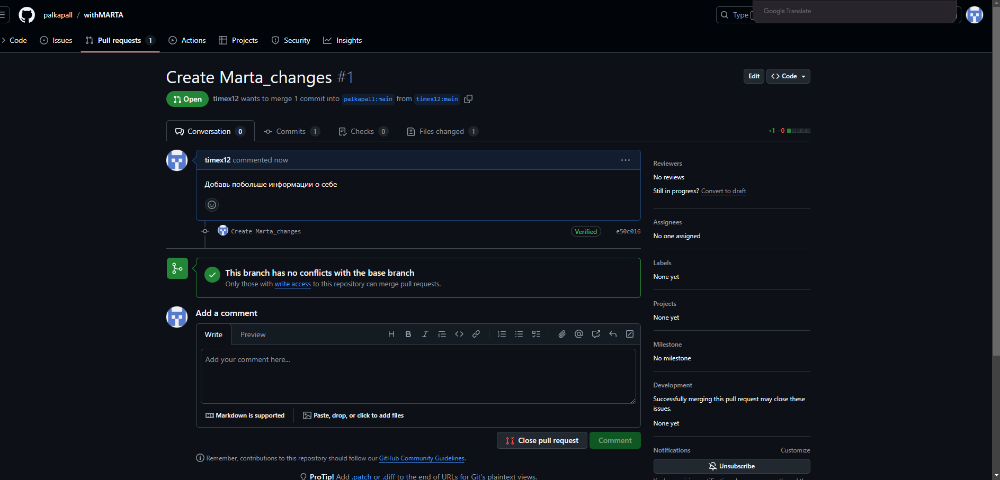 palkapall / withMARTA
Type
Google Translate
Code Issues Pull requests 1 Actions Projects Security Insights
Create Marta_changes #1
Edit Code
Open timex12 wants to merge 1 commit into palkapall:main from timex12:main
Conversation 0 Commits 1 Checks 0 Files changed 1
+1 −0
timex12 commented now
Добавь побольше информации о себе
Create Marta_changes Verified e50c016
This branch has no conflicts with the base branch
Only those with write access to this repository can merge pull requests.
Add a comment
Write Preview
Add your comment here...
Markdown is supported Paste, drop, or click to add files
Close pull request Comment
Remember, contributions to this repository should follow our GitHub Community Guidelines.
ProTip! Add .patch or .diff to the end of URLs for Git's plaintext views.
Reviewers
No reviews
Still in progress? Convert to draft
Assignees
No one assigned
Labels
None yet
Projects
None yet
Milestone
No milestone
Development
Successfully merging this pull request may close these
issues.
None yet
Notifications Customize
Unsubscribe